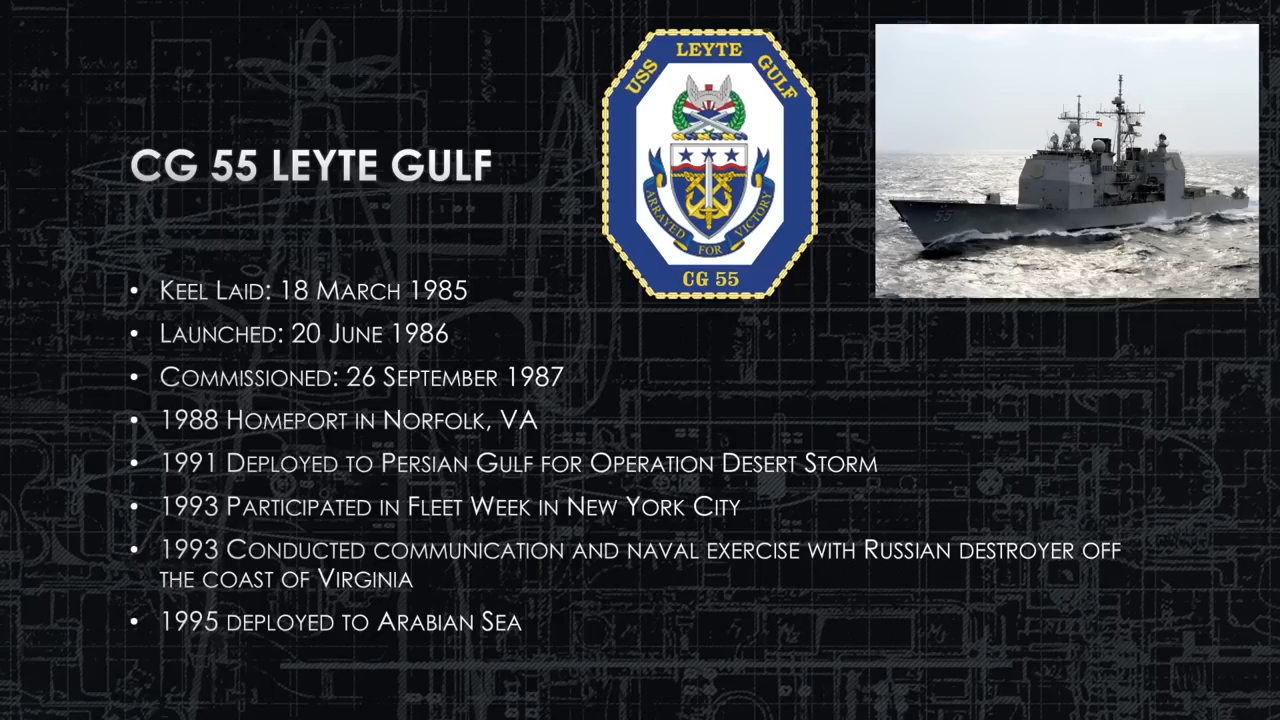 USS LEYTE GULF
ARRAYED FOR VICTORY
CG 55
55
CG 55 LEYTE GULF
• KEEL LAID: 18 MARCH 1985
• LAUNCHED: 20 JUNE 1986
• COMMISSIONED: 26 SEPTEMBER 1987
• 1988 HOMEPORT IN NORFOLK, VA
• 1991 DEPLOYED TO PERSIAN GULF FOR OPERATION DESERT STORM
• 1993 PARTICIPATED IN FLEET WEEK IN NEW YORK CITY
• 1993 CONDUCTED COMMUNICATION AND NAVAL EXERCISE WITH RUSSIAN DESTROYER OFF
THE COAST OF VIRGINIA
• 1995 DEPLOYED TO ARABIAN SEA